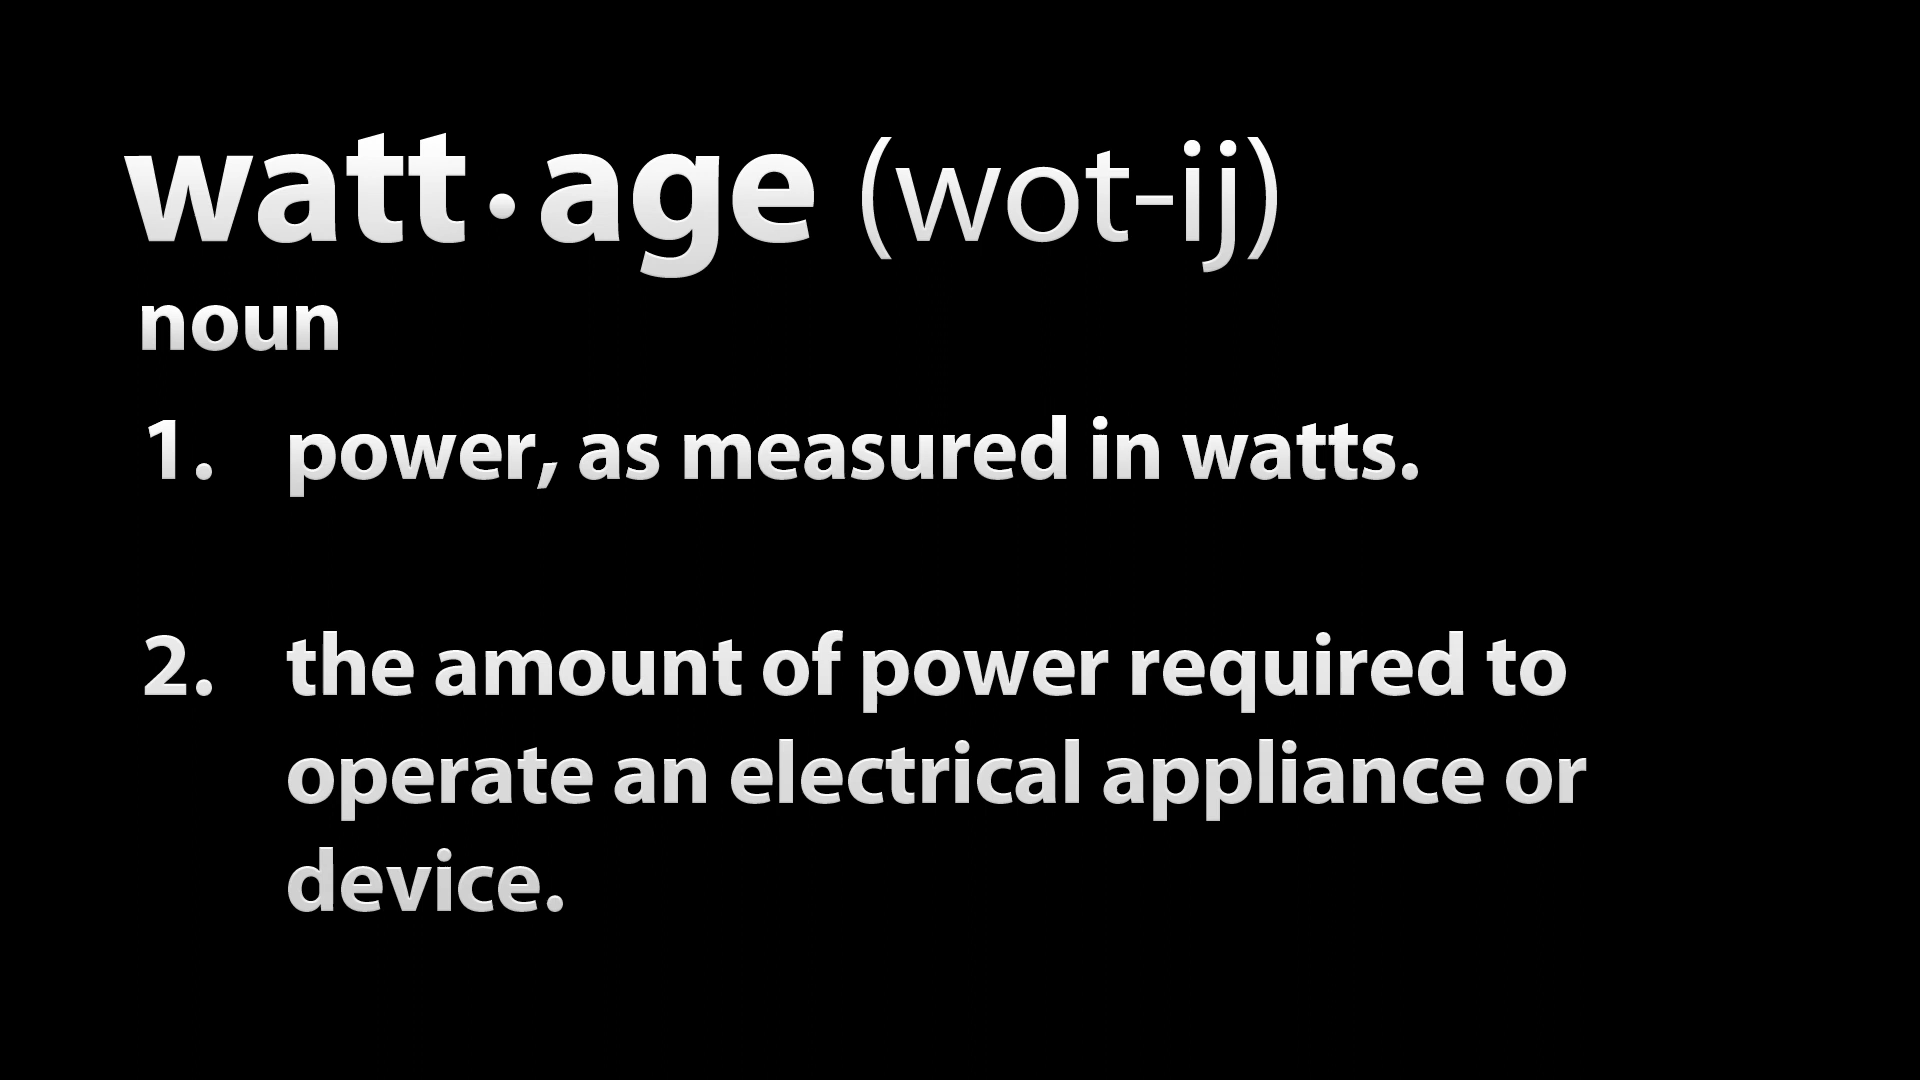 watt·age (wot-ij)
noun
1. power, as measured in watts.
2. the amount of power required to
operate an electrical appliance or
device.